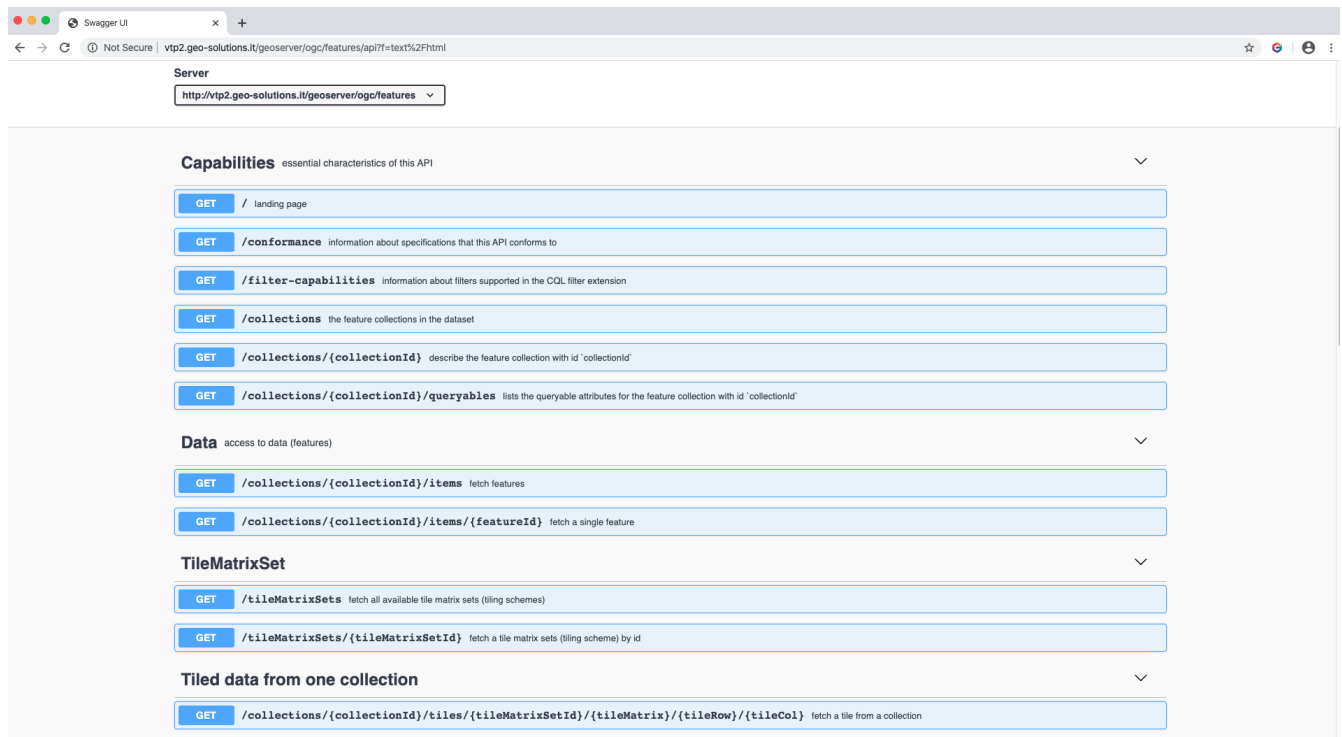 Swagger UI
Not Secure | vtp2.geo-solutions.it/geoserver/ogc/features/api?f=text%2Fhtml
Server
http://vtp2.geo-solutions.it/geoserver/ogc/features
Capabilities essential characteristics of this API
GET / landing page
GET /conformance information about specifications that this API conforms to
GET /filter-capabilities information about filters supported in the CQL filter extension
GET /collections the feature collections in the dataset
GET /collections/{collectionId} describe the feature collection with id `collectionId`
GET /collections/{collectionId}/queryables lists the queryable attributes for the feature collection with id `collectionId`
Data access to data (features)
GET /collections/{collectionId}/items fetch features
GET /collections/{collectionId}/items/{featureId} fetch a single feature
TileMatrixSet
GET /tileMatrixSets fetch all available tile matrix sets (tiling schemes)
GET /tileMatrixSets/{tileMatrixSetId} fetch a tile matrix sets (tiling scheme) by id
Tiled data from one collection
GET /collections/{collectionId}/tiles/{tileMatrixSetId}/{tileMatrix}/{tileRow}/{tileCol} fetch a tile from a collection